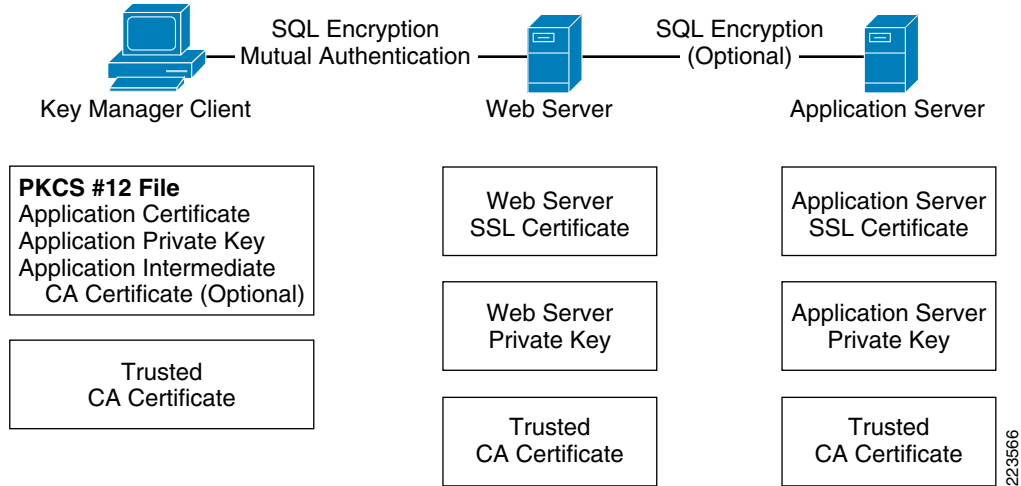 SQL Encryption
Mutual Authentication
SQL Encryption
(Optional)
Key Manager Client
Web Server
Application Server
PKCS #12 File
Application Certificate
Application Private Key
Application Intermediate
CA Certificate (Optional)
Trusted
CA Certificate
Web Server
SSL Certificate
Web Server
Private Key
Trusted
CA Certificate
Application Server
SSL Certificate
Application Server
Private Key
Trusted
CA Certificate
223566